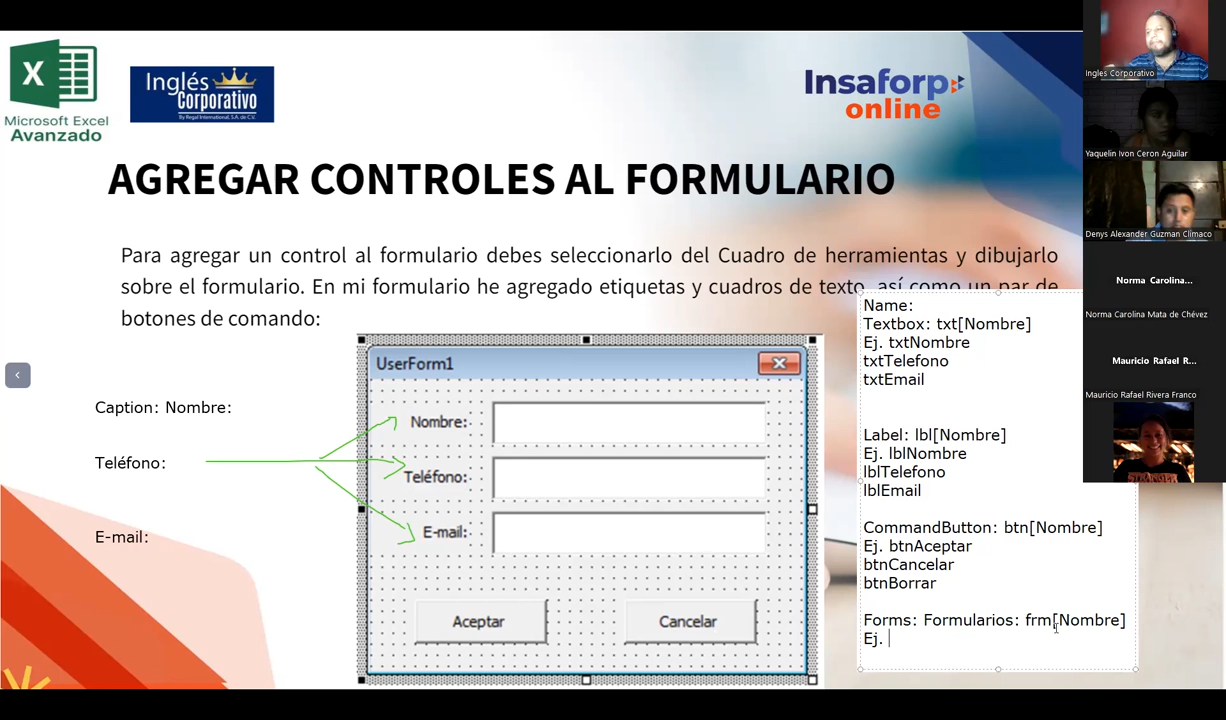 X
Microsoft Excel
Avanzado
Inglés
Corporativo
By Regal International, S.A. de C.V.
Insaforp
online
AGREGAR CONTROLES AL FORMULARIO
Para agregar un control al formulario debes seleccionarlo del Cuadro de herramientas y dibujarlo
sobre el formulario. En mi formulario he agregado etiquetas y cuadros de texto, así como un par de
botones de comando:
Caption: Nombre:
Teléfono:
E-mail:
UserForm1
Nombre:
Teléfono:
E-mail:
Aceptar
Cancelar
Name:
Textbox: txt[Nombre]
Ej. txtNombre
txtTelefono
txtEmail
Label: lbl[Nombre]
Ej. lblNombre
lblTelefono
lblEmail
CommandButton: btn[Nombre]
Ej. btnAceptar
btnCancelar
btnBorrar
Forms: Formularios: frm[Nombre]
Ej.
Ingles Corporativo
Yaquelin Ivon Ceron Aguilar
Denys Alexander Guzman Climaco
Norma Carolina...
Norma Carolina Mata de Chévez
Mauricio Rafael R...
Mauricio Rafael Rivera Franco
STRANGER